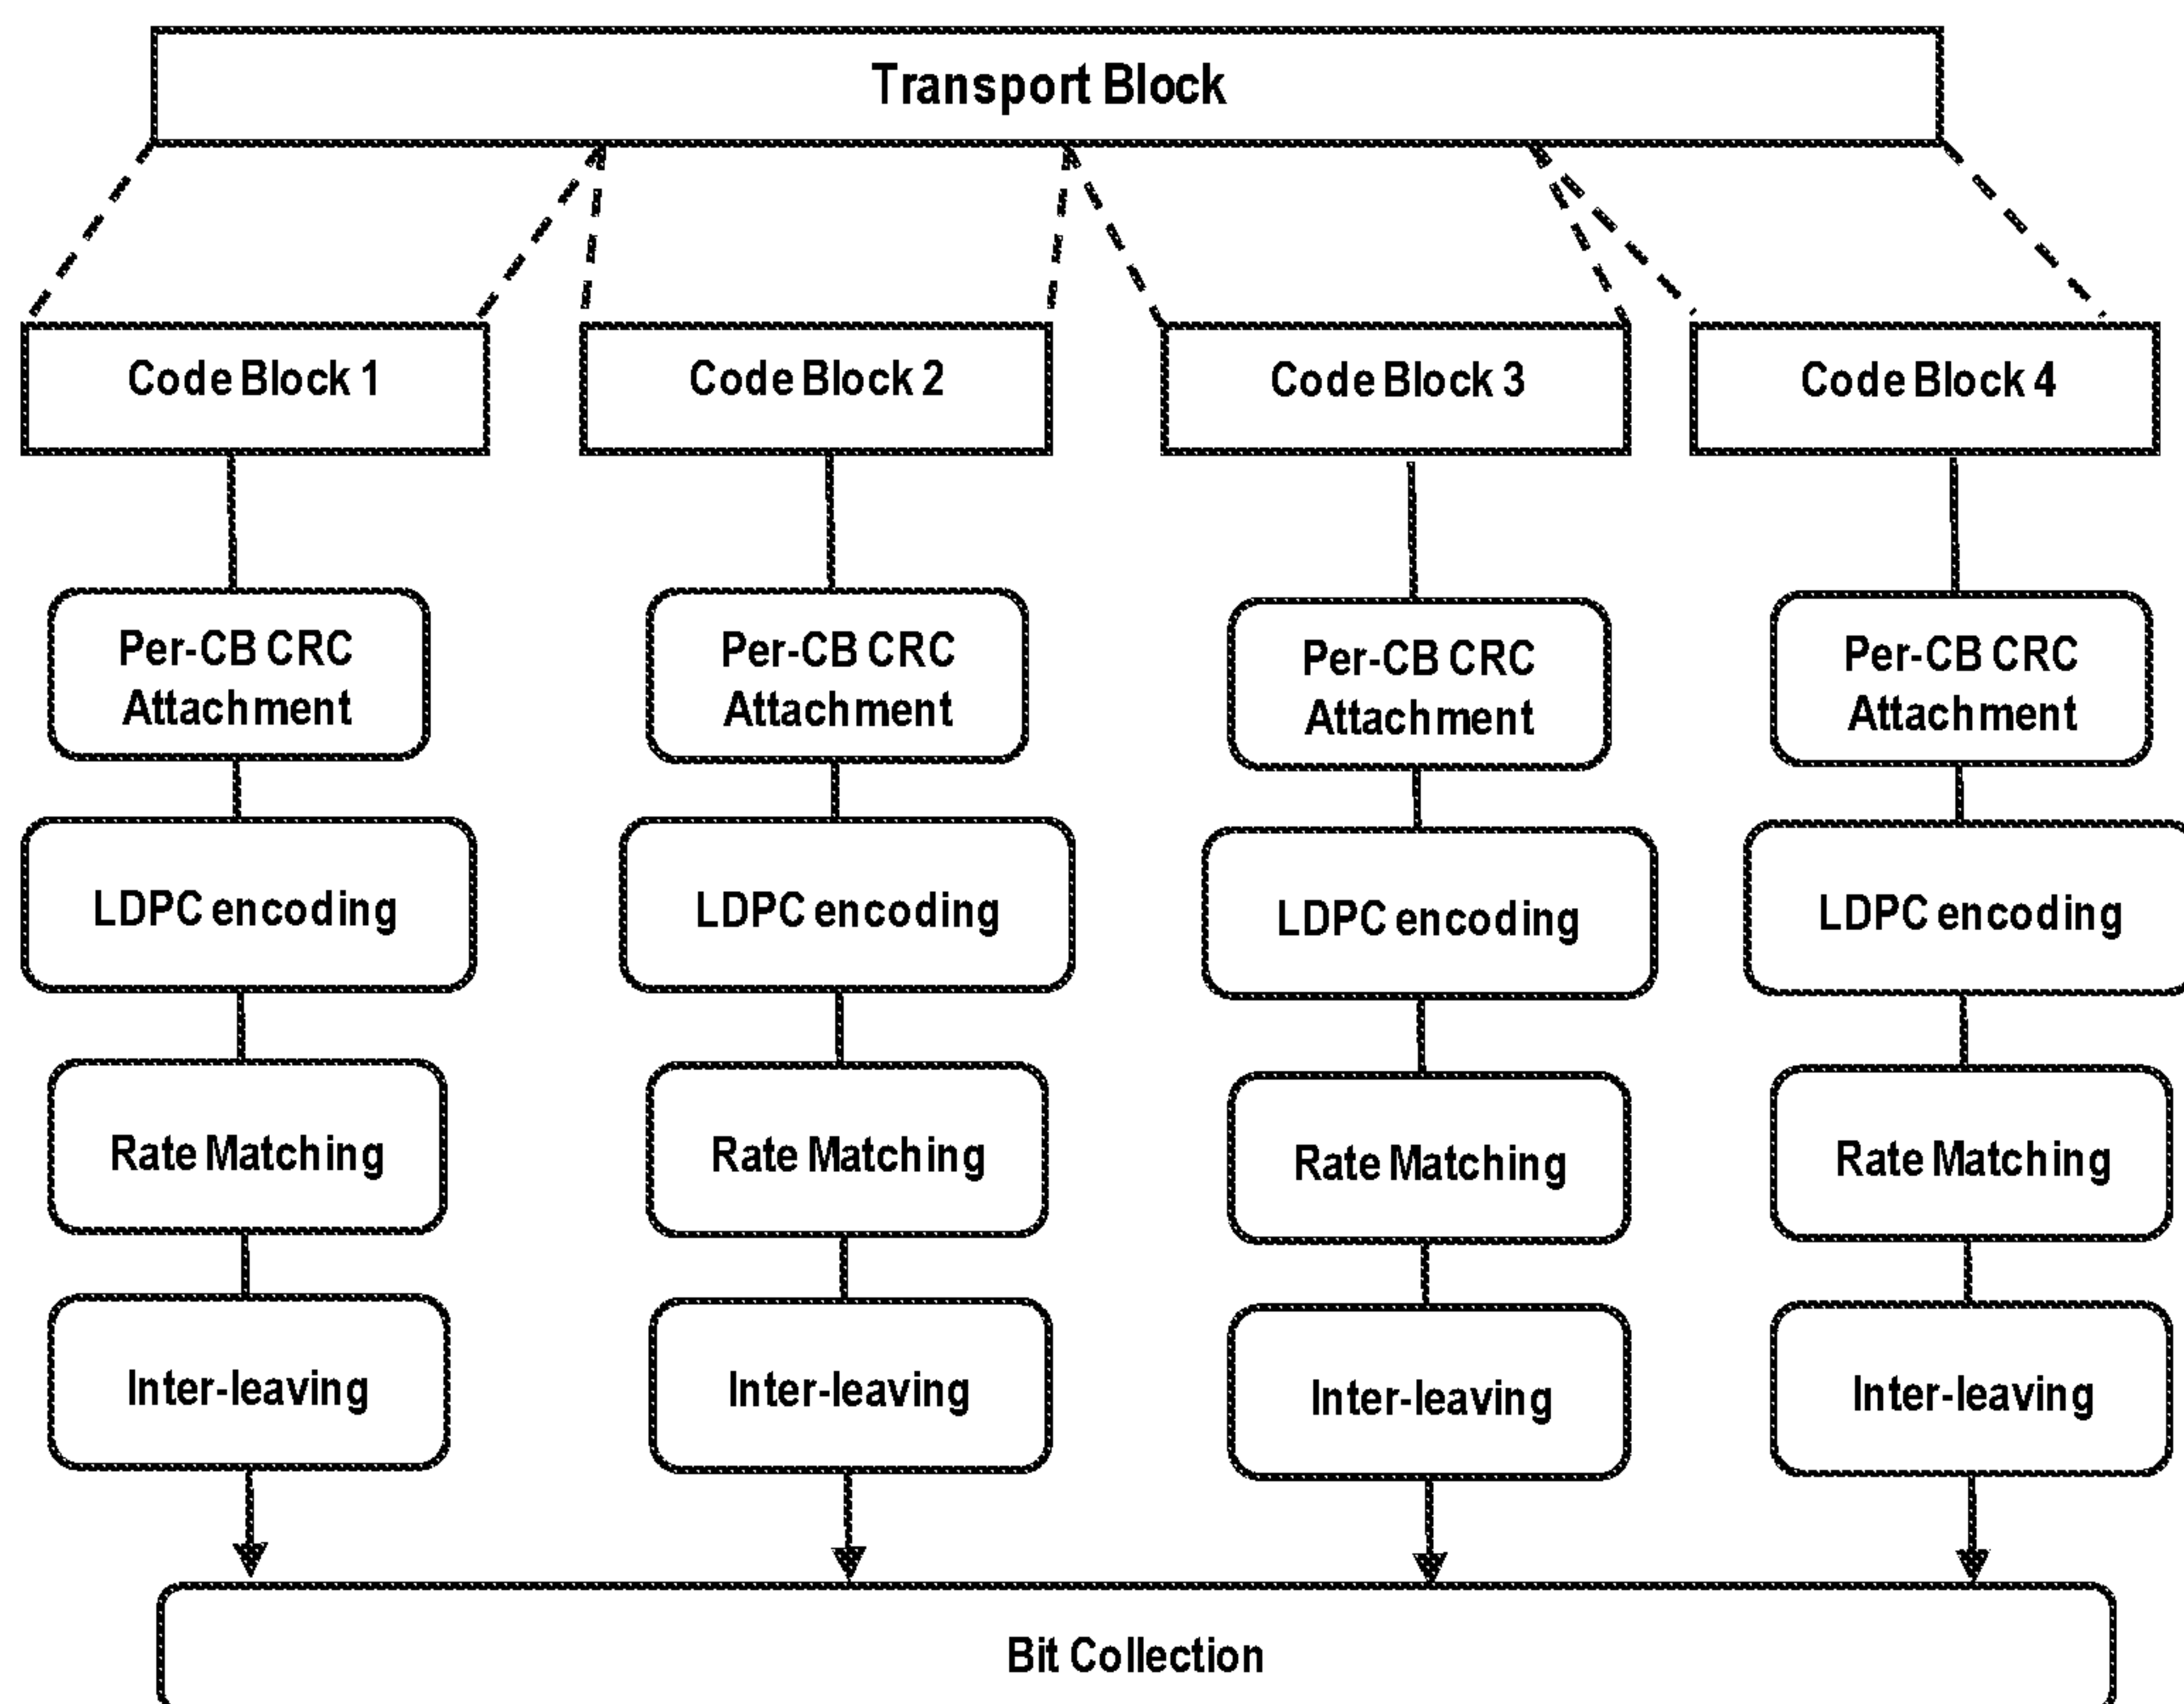 Transport Block
Code Block 1
Code Block 2
Code Block 3
Code Block 4
Per-CB CRC
Attachment
Per-CB CRC
Attachment
Per-CB CRC
Attachment
Per-CB CRC
Attachment
LDPC encoding
LDPC encoding
LDPC encoding
LDPC encoding
Rate Matching
Rate Matching
Rate Matching
Rate Matching
Inter-leaving
Inter-leaving
Inter-leaving
Inter-leaving
Bit Collection